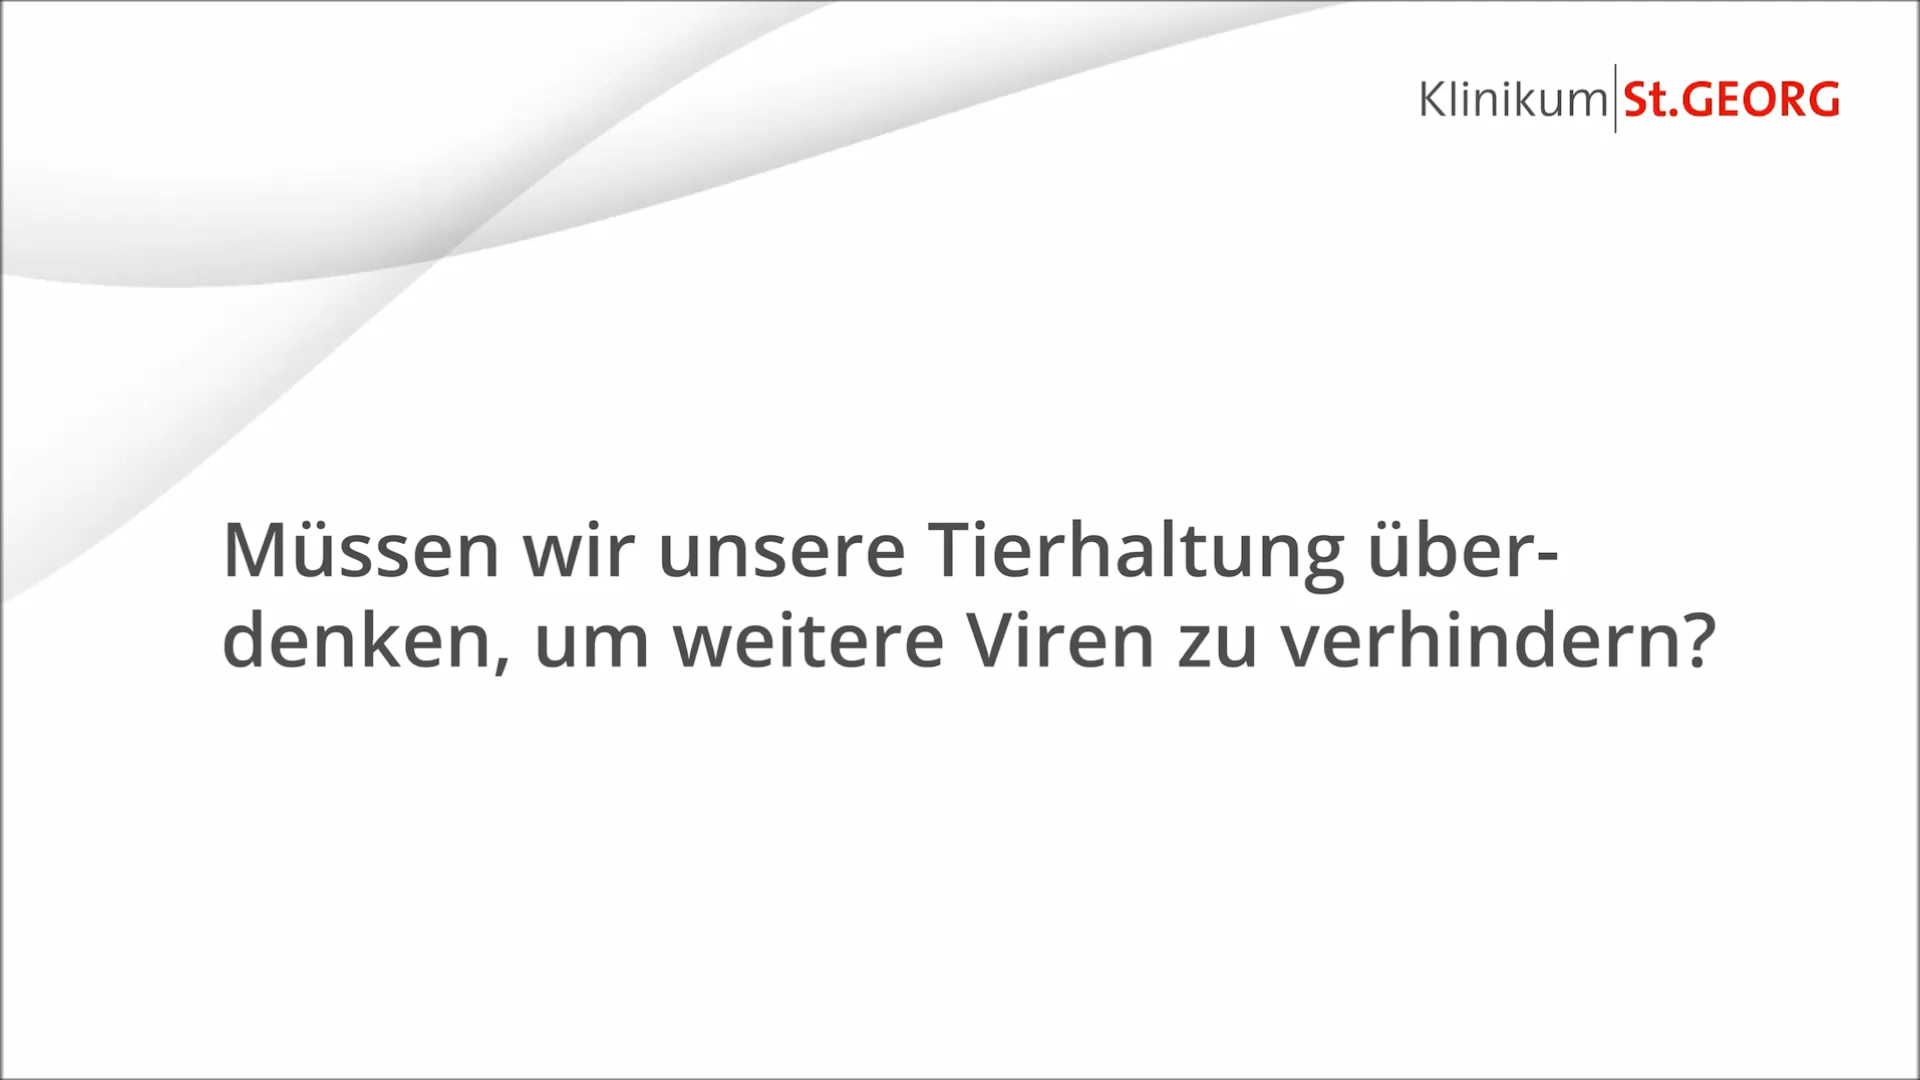 Klinikum St.GEORG
Müssen wir unsere Tierhaltung über-
denken, um weitere Viren zu verhindern?